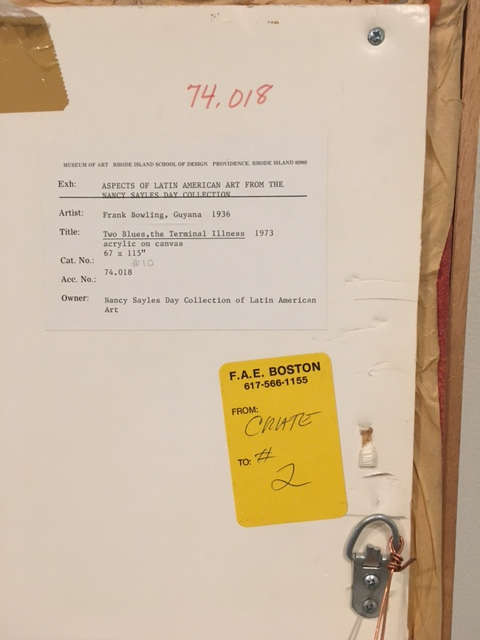 74.018
MUSEUM OF ART RHODE ISLAND SCHOOL OF DESIGN PROVIDENCE, RHODE ISLAND 02903
Exh: ASPECTS OF LATIN AMERICAN ART FROM THE
NANCY SAYLES DAY COLLECTION
Artist: Frank Bowling, Guyana 1936
Title: Two Blues,the Terminal Illness 1973
acrylic on canvas
67 x 115"
Cat. No.: #10
Acc. No.: 74.018
Owner: Nancy Sayles Day Collection of Latin American
Art
F.A.E. BOSTON
617-566-1155
FROM:
CRATE
TO: #
2